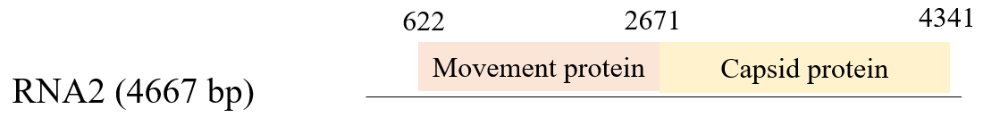 622 2671 4341
Movement protein Capsid protein
RNA2 (4667 bp)